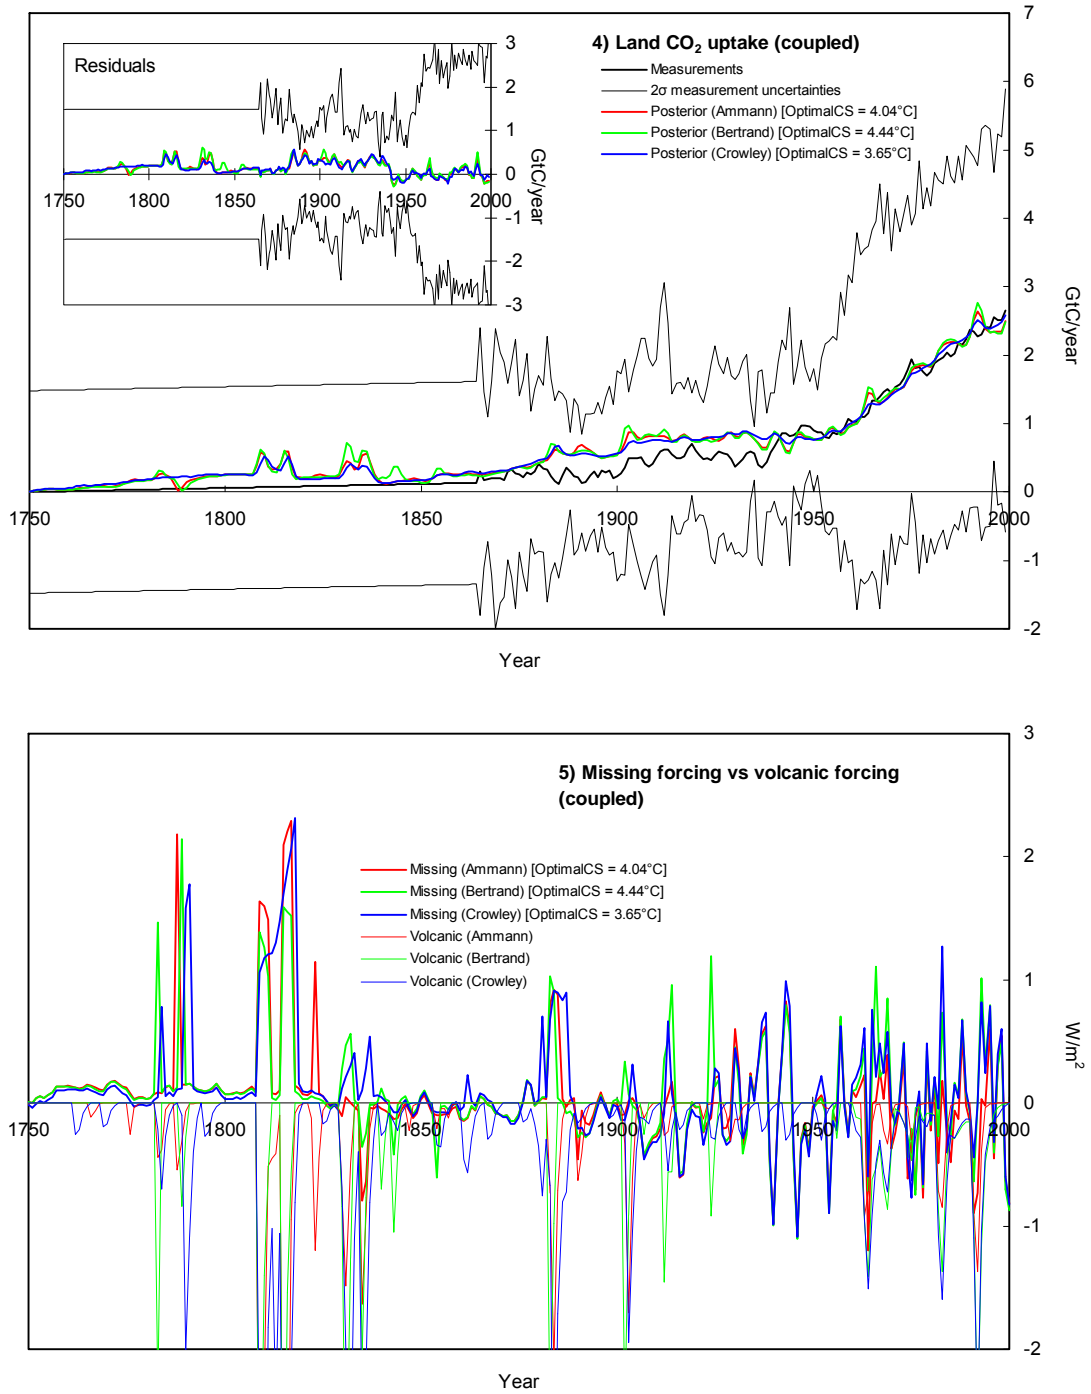 7
6
5
4
3
2
1
0
-1
-2
GtC/year
4) Land CO₂ uptake (coupled)
Measurements
2σ measurement uncertainties
Posterior (Ammann) [OptimalCS = 4.04°C]
Posterior (Bertrand) [OptimalCS = 4.44°C]
Posterior (Crowley) [OptimalCS = 3.65°C]
Residuals
3
2
1
0
-1
-2
-3
GtC/year
1750 1800 1850 1900 1950 2000
1750 1800 1850 1900 1950 2000
Year
5) Missing forcing vs volcanic forcing
(coupled)
Missing (Ammann) [OptimalCS = 4.04°C]
Missing (Bertrand) [OptimalCS = 4.44°C]
Missing (Crowley) [OptimalCS = 3.65°C]
Volcanic (Ammann)
Volcanic (Bertrand)
Volcanic (Crowley)
3
2
1
0
-1
-2
W/m²
1750 1800 1850 1900 1950 2000
Year